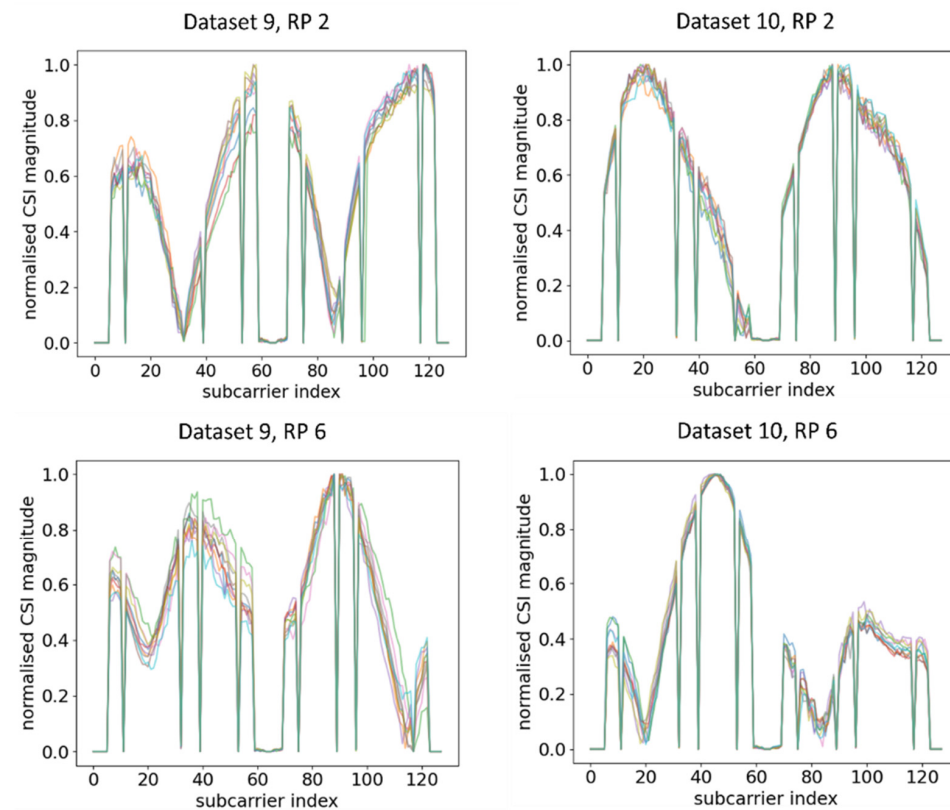 Dataset 9, RP 2
normalised CSI magnitude
1.0
0.8
0.6
0.4
0.2
0.0
0 20 40 60 80 100 120
subcarrier index
Dataset 10, RP 2
normalised CSI magnitude
1.0
0.8
0.6
0.4
0.2
0.0
0 20 40 60 80 100 120
subcarrier index
Dataset 9, RP 6
normalised CSI magnitude
1.0
0.8
0.6
0.4
0.2
0.0
0 20 40 60 80 100 120
subcarrier index
Dataset 10, RP 6
normalised CSI magnitude
1.0
0.8
0.6
0.4
0.2
0.0
0 20 40 60 80 100 120
subcarrier index